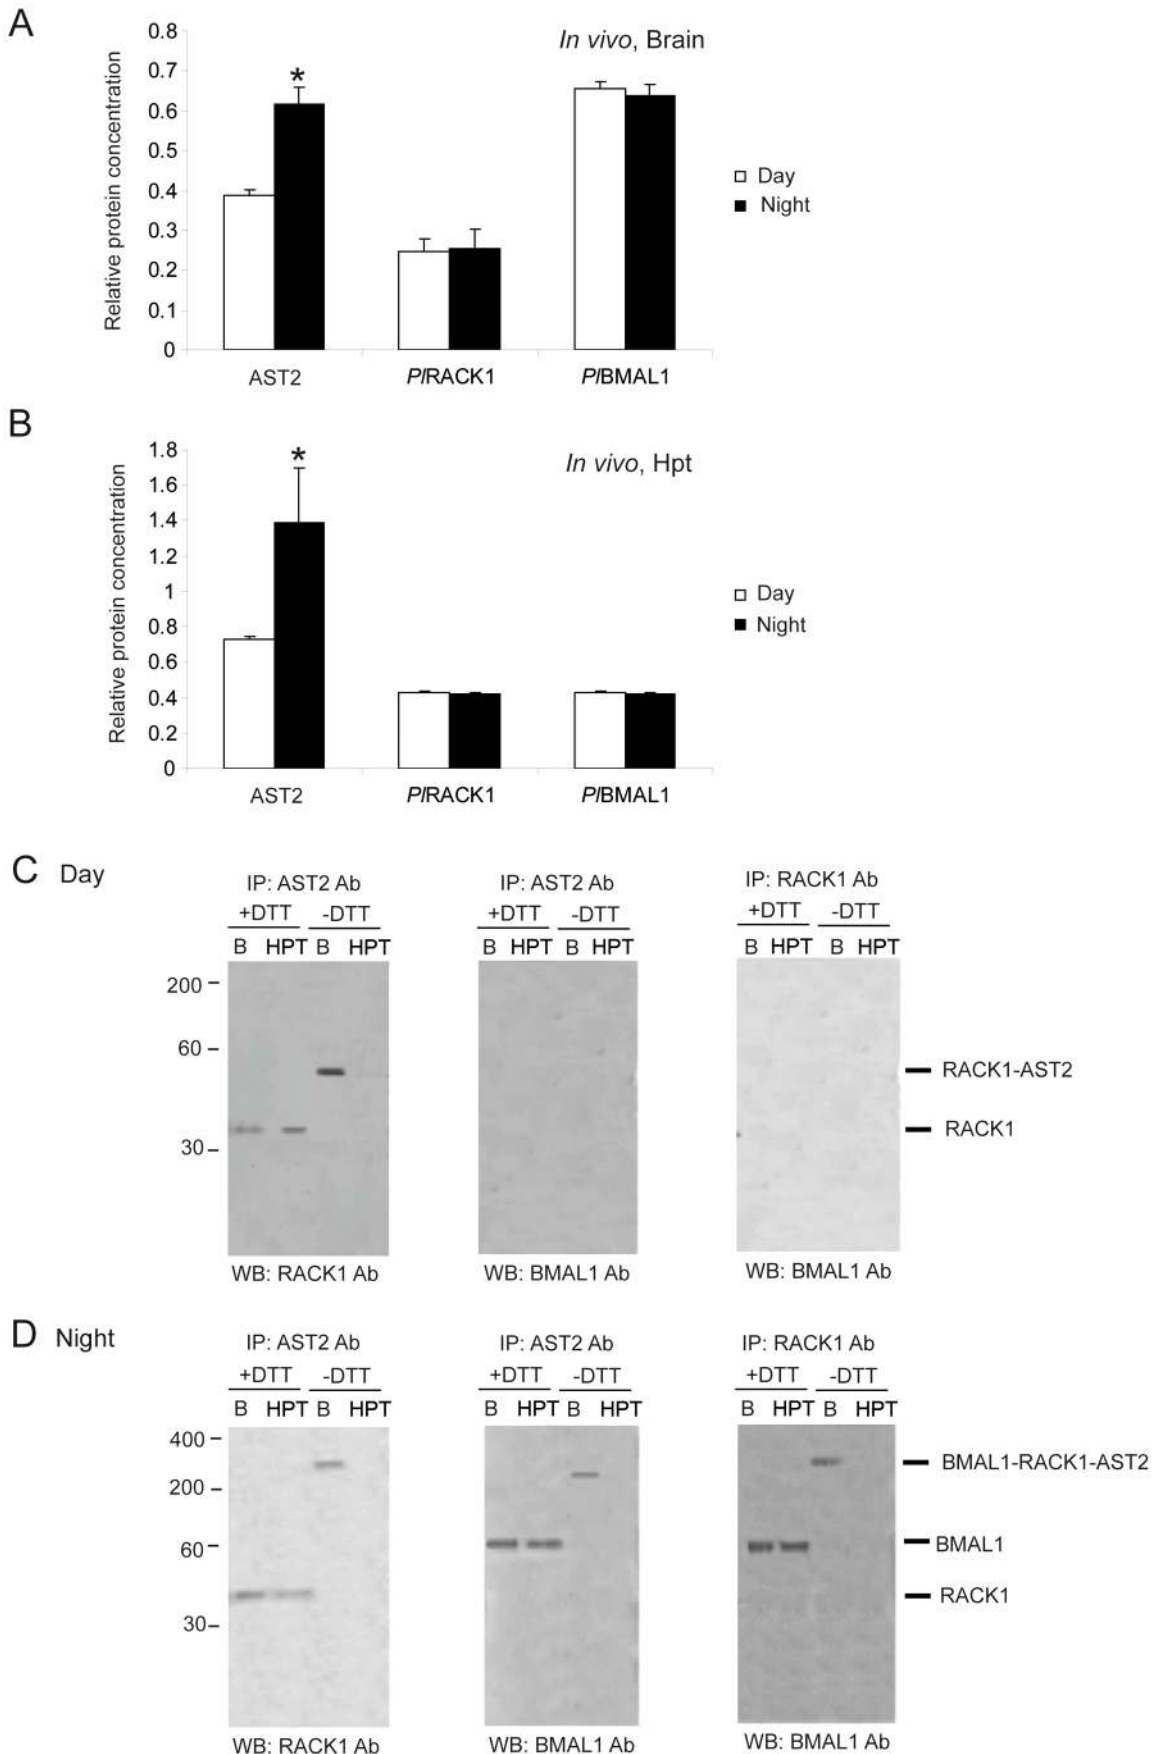 A
In vivo, Brain
Relative protein concentration
0.8
0.7
0.6
0.5
0.4
0.3
0.2
0.1
0
*
Day
Night
AST2 PlRACK1 PlBMAL1
B
In vivo, Hpt
Relative protein concentration
1.8
1.6
1.4
1.2
1
0.8
0.6
0.4
0.2
0
*
Day
Night
AST2 PlRACK1 PlBMAL1
C Day
IP: AST2 Ab IP: AST2 Ab IP: RACK1 Ab
+DTT -DTT +DTT -DTT +DTT -DTT
B HPT B HPT B HPT B HPT B HPT B HPT
200
60
30
RACK1-AST2
RACK1
WB: RACK1 Ab WB: BMAL1 Ab WB: BMAL1 Ab
D Night
IP: AST2 Ab IP: AST2 Ab IP: RACK1 Ab
+DTT -DTT +DTT -DTT +DTT -DTT
B HPT B HPT B HPT B HPT B HPT B HPT
400
200
60
30
BMAL1-RACK1-AST2
BMAL1
RACK1
WB: RACK1 Ab WB: BMAL1 Ab WB: BMAL1 Ab